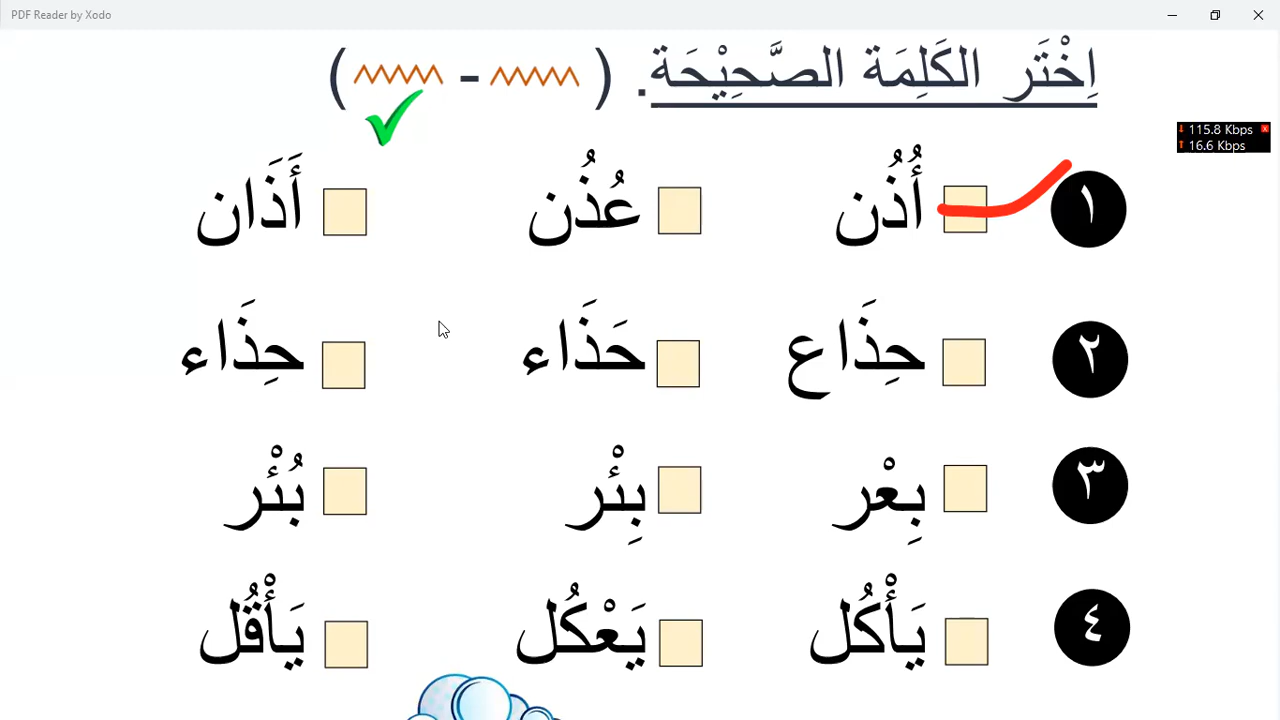 PDF Reader by Xodo
اِخْتَر الكَلِمَة الصَّحِيْحَة. ( - )
115.8 Kbps
16.6 Kbps
١ أُذُن عُذُن أَذَان
٢ حِذَاع حَذَاء حِذَاء
٣ بِعْر بِئْر بُئْر
٤ يَأْكُل يَعْكُل يَأْقُل